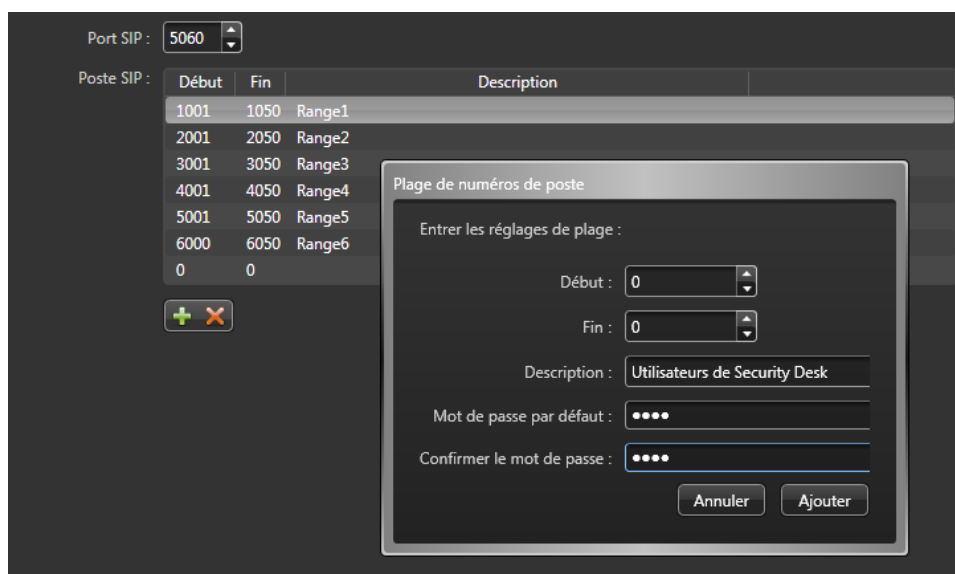 Port SIP : 5060
Poste SIP : Début Fin Description
1001 1050 Range1
2001 2050 Range2
3001 3050 Range3
4001 4050 Range4
5001 5050 Range5
6000 6050 Range6
0 0
Plage de numéros de poste
Entrer les réglages de plage :
Début : 0
Fin : 0
Description : Utilisateurs de Security Desk
Mot de passe par défaut : ●●●●
Confirmer le mot de passe : ●●●●
Annuler Ajouter